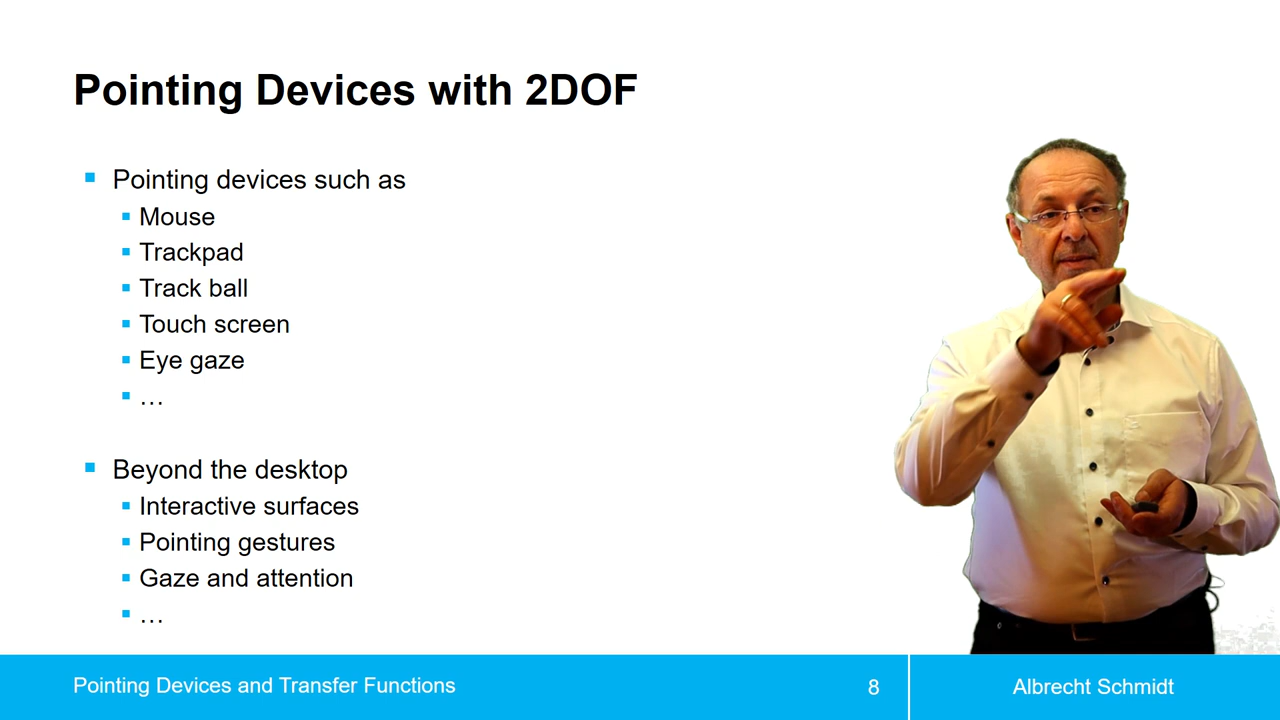 Pointing Devices with 2DOF
Pointing devices such as
Mouse
Trackpad
Track ball
Touch screen
Eye gaze
…
Beyond the desktop
Interactive surfaces
Pointing gestures
Gaze and attention
…
Pointing Devices and Transfer Functions
8
Albrecht Schmidt